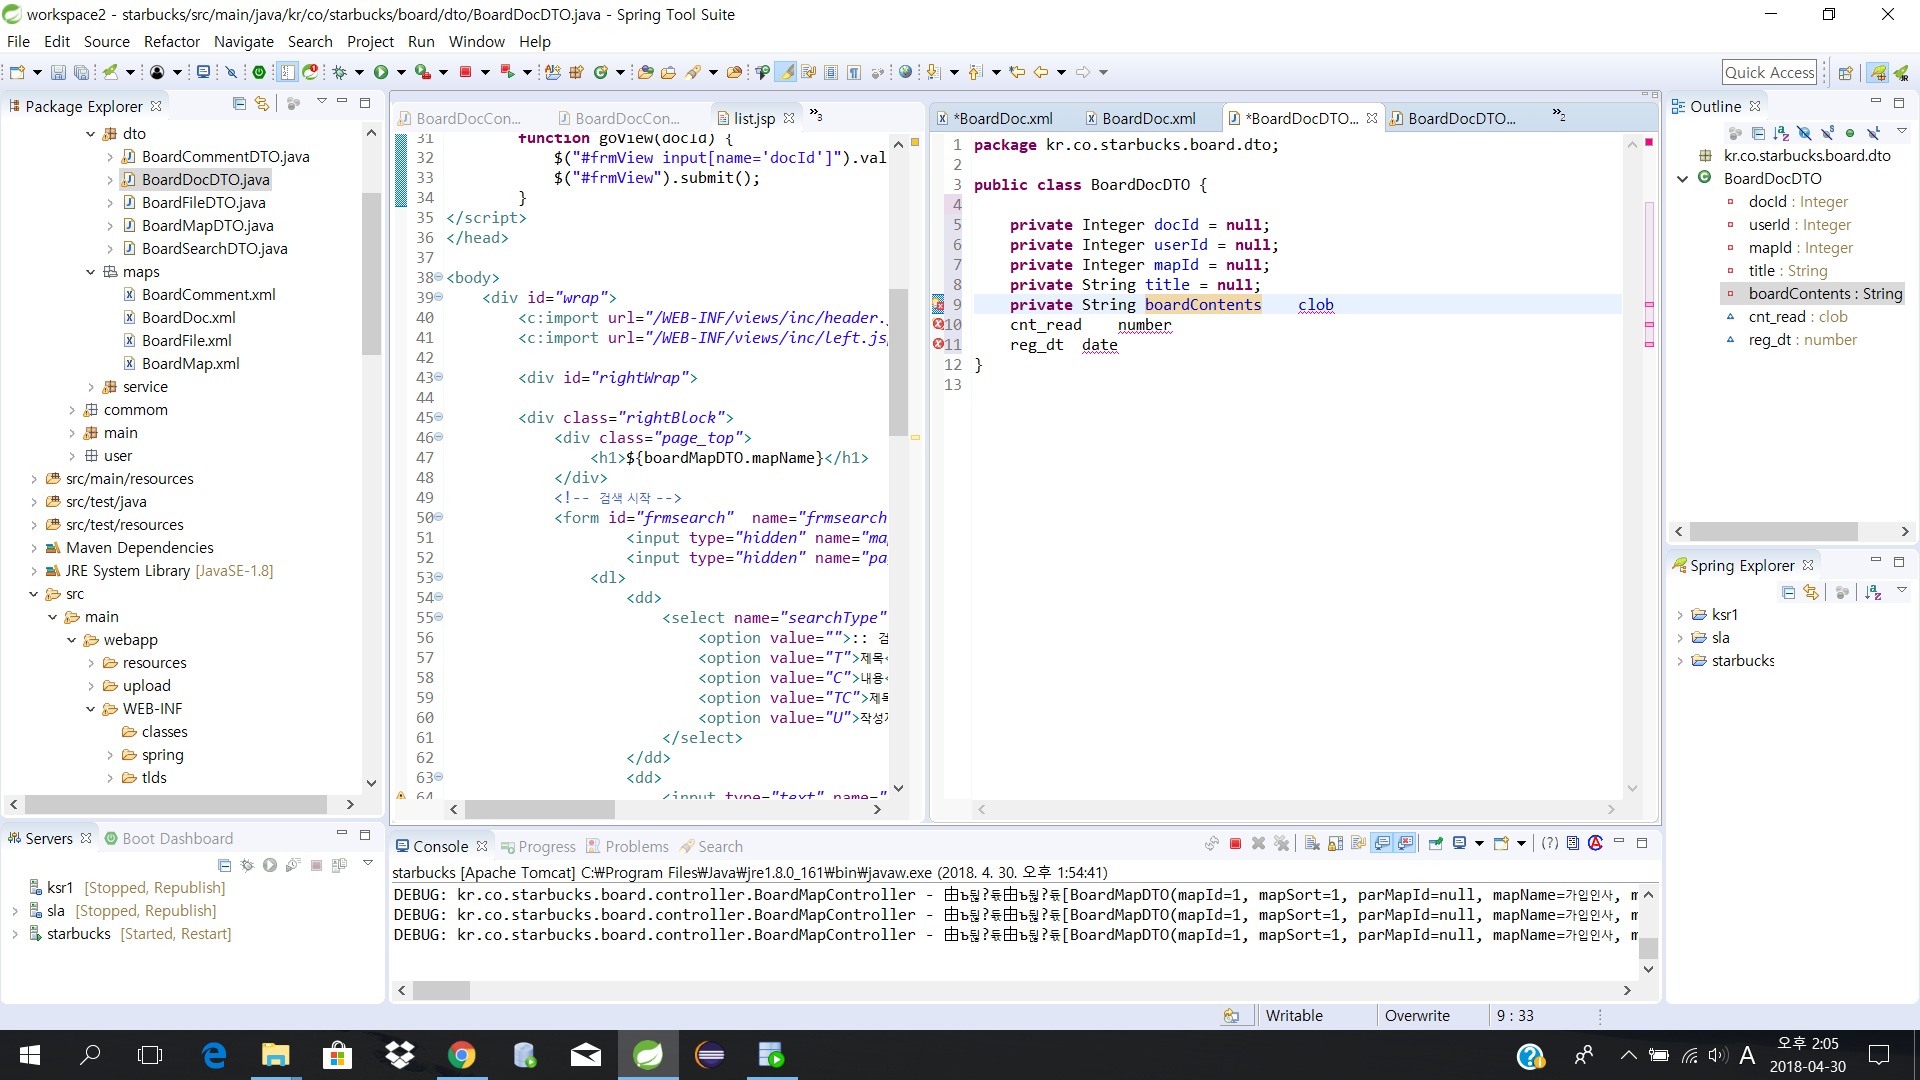 workspace2 - starbucks/src/main/java/kr/co/starbucks/board/dto/BoardDocDTO.java - Spring Tool Suite
File Edit Source Refactor Navigate Search Project Run Window Help
Quick Access
Package Explorer
dto
BoardCommentDTO.java
BoardDocDTO.java
BoardFileDTO.java
BoardMapDTO.java
BoardSearchDTO.java
maps
BoardComment.xml
BoardDoc.xml
BoardFile.xml
BoardMap.xml
service
commom
main
user
src/main/resources
src/test/java
src/test/resources
Maven Dependencies
JRE System Library [JavaSE-1.8]
src
main
webapp
resources
upload
WEB-INF
classes
spring
tlds
Servers Boot Dashboard
ksr1 [Stopped, Republish]
sla [Stopped, Republish]
starbucks [Started, Restart]
BoardDocCon... BoardDocCon... list.jsp »3
31 function goView(docId) {
32 $("#frmView input[name='docId']").val
33 $("#frmView").submit();
34 }
35 </script>
36 </head>
37
38 <body>
39 <div id="wrap">
40 <c:import url="/WEB-INF/views/inc/header.
41 <c:import url="/WEB-INF/views/inc/left.js
42
43 <div id="rightWrap">
44
45 <div class="rightBlock">
46 <div class="page_top">
47 <h1>${boardMapDTO.mapName}</h1>
48 </div>
49 <!-- 검색 시작 -->
50 <form id="frmsearch" name="frmsearch
51 <input type="hidden" name="ma
52 <input type="hidden" name="pa
53 <dl>
54 <dd>
55 <select name="searchType"
56 <option value="">:: 검
57 <option value="T">제목<
58 <option value="C">내용<
59 <option value="TC">제목
60 <option value="U">작성
61 </select>
62 </dd>
63 <dd>
64 <input type="text" name="
*BoardDoc.xml BoardDoc.xml *BoardDocDTO... BoardDocDTO... »2
1 package kr.co.starbucks.board.dto;
2
3 public class BoardDocDTO {
4
5 private Integer docId = null;
6 private Integer userId = null;
7 private Integer mapId = null;
8 private String title = null;
9 private String boardContents clob
10 cnt_read number
11 reg_dt date
12 }
13
Outline
kr.co.starbucks.board.dto
BoardDocDTO
docId : Integer
userId : Integer
mapId : Integer
title : String
boardContents : String
cnt_read : clob
reg_dt : number
Spring Explorer
ksr1
sla
starbucks
Console Progress Problems Search
starbucks [Apache Tomcat] C:₩Program Files₩Java₩jre1.8.0_161₩bin₩javaw.exe (2018. 4. 30. 오후 1:54:41)
DEBUG: kr.co.starbucks.board.controller.BoardMapController - [BoardMapDTO(mapId=1, mapSort=1, parMapId=null, mapName=가입인사, m
DEBUG: kr.co.starbucks.board.controller.BoardMapController - [BoardMapDTO(mapId=1, mapSort=1, parMapId=null, mapName=가입인사, m
DEBUG: kr.co.starbucks.board.controller.BoardMapController - [BoardMapDTO(mapId=1, mapSort=1, parMapId=null, mapName=가입인사, m
Writable Overwrite 9 : 33
A
오후 2:05
2018-04-30